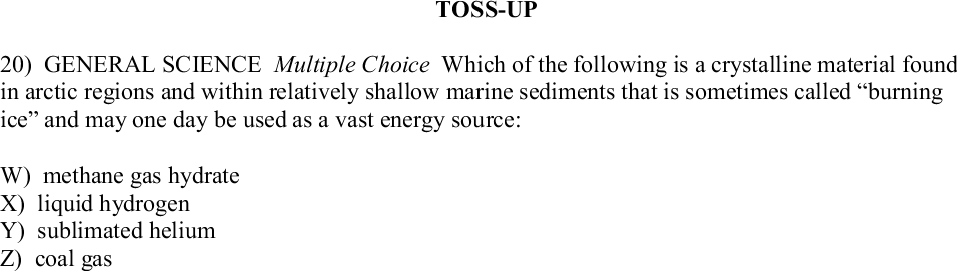 TOSS-UP
20) GENERAL SCIENCE Multiple Choice Which of the following is a crystalline material found
in arctic regions and within relatively shallow marine sediments that is sometimes called “burning
ice” and may one day be used as a vast energy source:
W) methane gas hydrate
X) liquid hydrogen
Y) sublimated helium
Z) coal gas